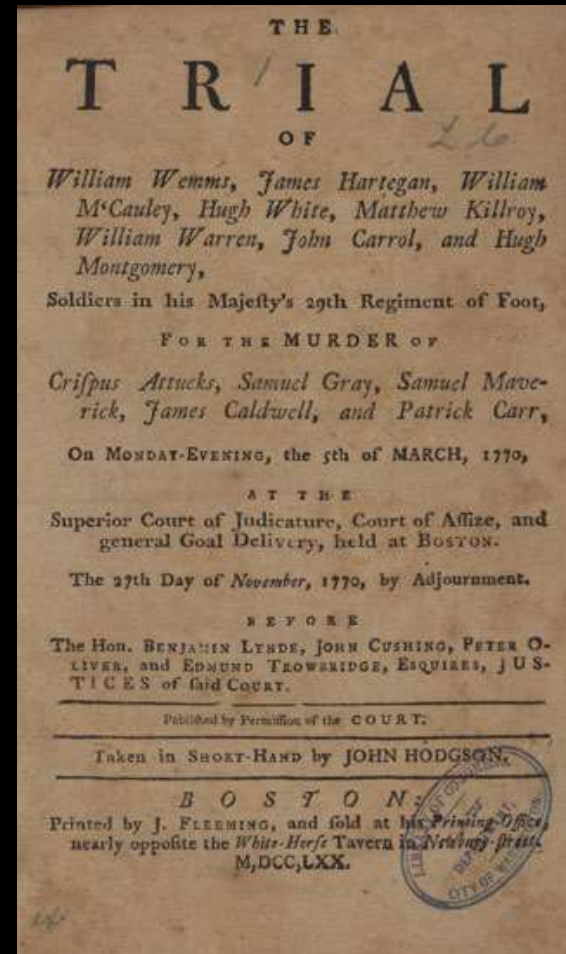 THE
TRIAL
OF
William Wemms, James Hartegan, William
M‘Cauley, Hugh White, Matthew Killroy,
William Warren, John Carrol, and Hugh
Montgomery,
Soldiers in his Majeſty's 29th Regiment of Foot,
FOR THE MURDER OF
Criſpus Attucks, Samuel Gray, Samuel Mave-
rick, James Caldwell, and Patrick Carr,
On MONDAY-EVENING, the 5th of MARCH, 1770,
AT THE
Superior Court of Judicature, Court of Aſſize, and
general Goal Delivery, held at BOSTON.
The 27th Day of November, 1770, by Adjournment.
BEFORE
The Hon. BENJAMIN LYNDE, JOHN CUSHING, PETER O-
LIVER, and EDMUND TROWBRIDGE, ESQUIRES, JUS-
TICES of ſaid COURT.
Publiſhed by Permiſſion of the COURT.
Taken in SHORT-HAND by JOHN HODGSON.
BOSTON:
Printed by J. FLEEMING, and ſold at his Printing-Office,
nearly oppoſite the White-Horſe Tavern in Newbury-ſtreet.
M,DCC,LXX.
LIBRARY OF
CITY OF